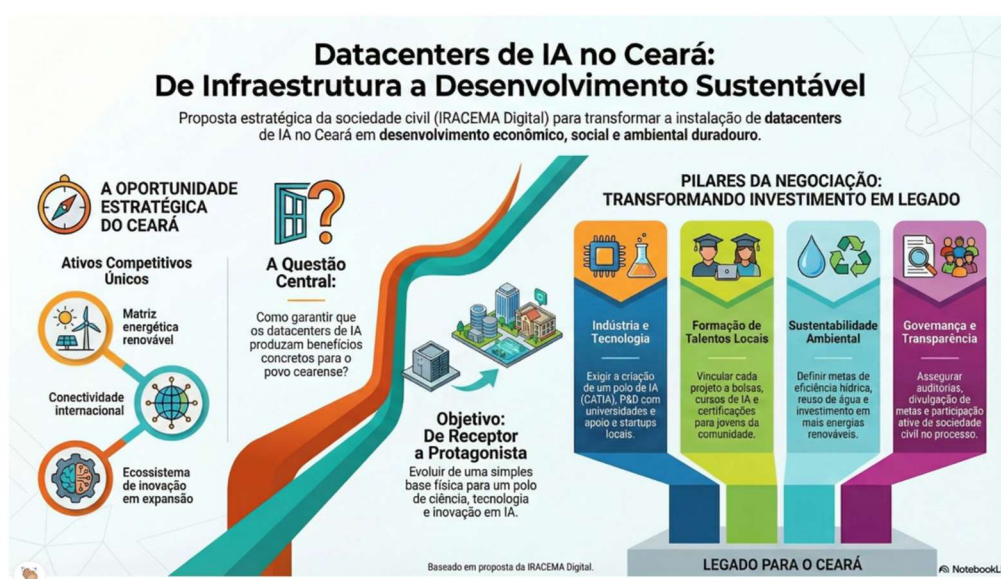 Datacenters de IA no Ceará:
De Infraestrutura a Desenvolvimento Sustentável
Proposta estratégica da sociedade civil (IRACEMA Digital) para transformar a instalação de datacenters
de IA no Ceará em desenvolvimento econômico, social e ambiental duradouro.
A OPORTUNIDADE
ESTRATÉGICA
DO CEARÁ
Ativos Competitivos
Únicos
Matriz
energética
renovável
Conectividade
internacional
Ecossistema
de inovação
em expansão
A Questão
Central:
Como garantir que
os datacenters de IA
produzam benefícios
concretos para o
povo cearense?
Objetivo:
De Receptor
a Protagonista
Evoluir de uma simples
base física para um polo
de ciência, tecnologia
e inovação em IA.
PILARES DA NEGOCIAÇÃO:
TRANSFORMANDO INVESTIMENTO EM LEGADO
Indústria e
Tecnologia
Exigir a criação
de um polo de IA
(CATIA), P&D com
universidades e
apoio e startups
locais.
Formação de
Talentos Locais
Vincular cada
projeto a bolsas,
cursos de IA e
certificações
para jovens da
comunidade.
Sustentabilidade
Ambiental
Definir metas de
eficiência hídrica,
reuso de água e
investimento em
mais energias
renováveis.
Governança e
Transparência
Assegurar
auditorias,
divulgação de
metas e participação
ative de sociedade
civil no processo.
LEGADO PARA O CEARÁ
Baseado em proposta da IRACEMA Digital.
NotebookL